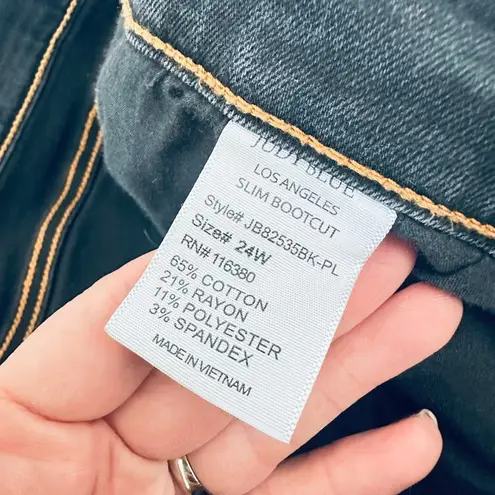 JUDY BLUE
LOS ANGELES
SLIM BOOTCUT
Style# JB82535BK-PL
Size# 24W
RN# 116380
65% COTTON
21% RAYON
11% POLYESTER
3% SPANDEX
MADE IN VIETNAM